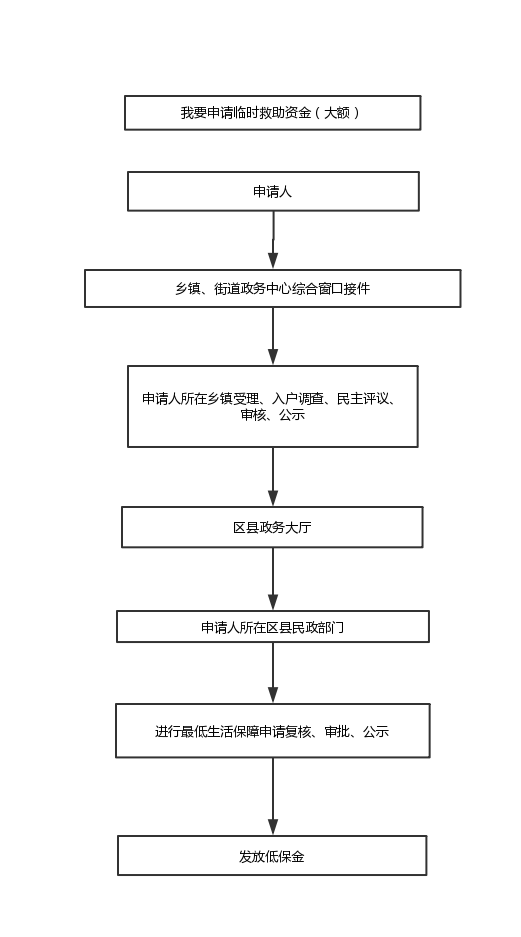 我要申请临时救助资金（大额）
申请人
乡镇、街道政务中心综合窗口接件
申请人所在乡镇受理、入户调查、民主评议、
审核、公示
区县政务大厅
申请人所在区县民政部门
进行最低生活保障申请复核、审批、公示
发放低保金